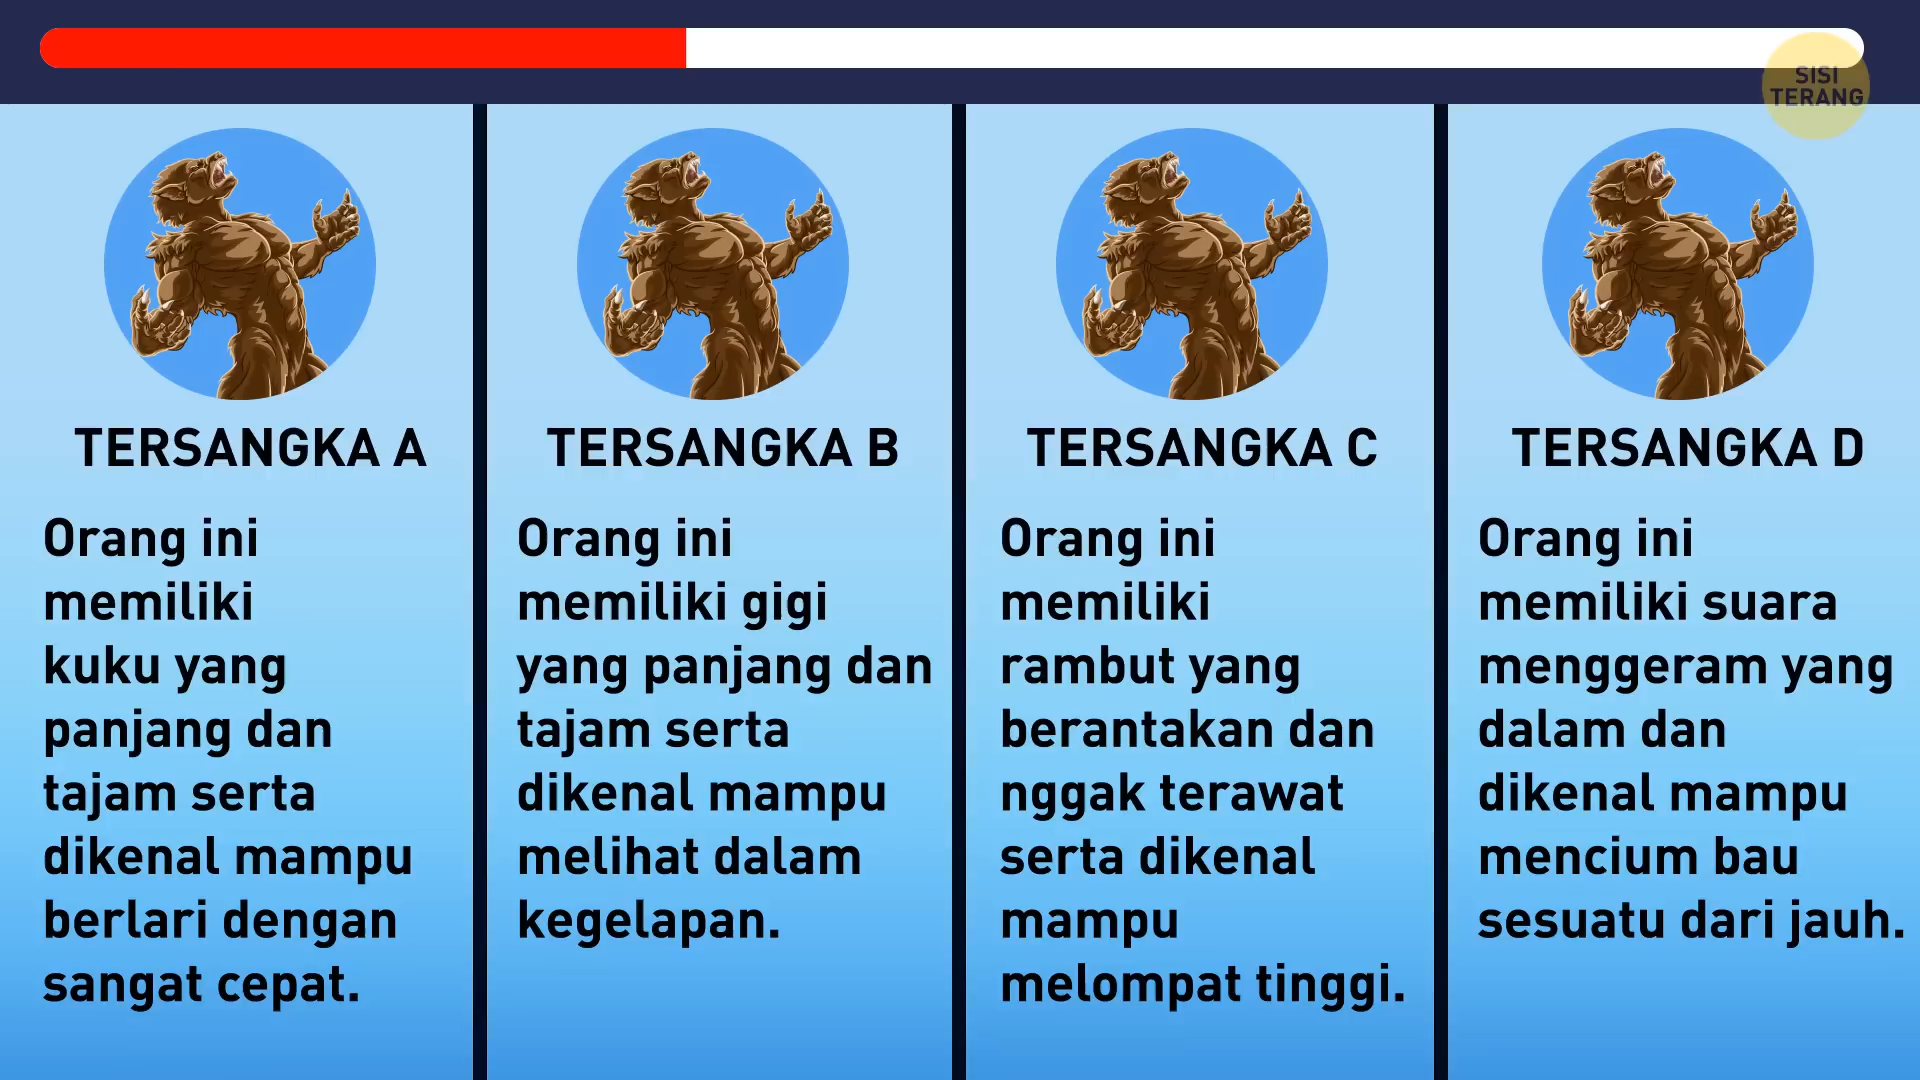 SISI
TERANG
TERSANGKA A
Orang ini
memiliki
kuku yang
panjang dan
tajam serta
dikenal mampu
berlari dengan
sangat cepat.
TERSANGKA B
Orang ini
memiliki gigi
yang panjang dan
tajam serta
dikenal mampu
melihat dalam
kegelapan.
TERSANGKA C
Orang ini
memiliki
rambut yang
berantakan dan
nggak terawat
serta dikenal
mampu
melompat tinggi.
TERSANGKA D
Orang ini
memiliki suara
menggeram yang
dalam dan
dikenal mampu
mencium bau
sesuatu dari jauh.